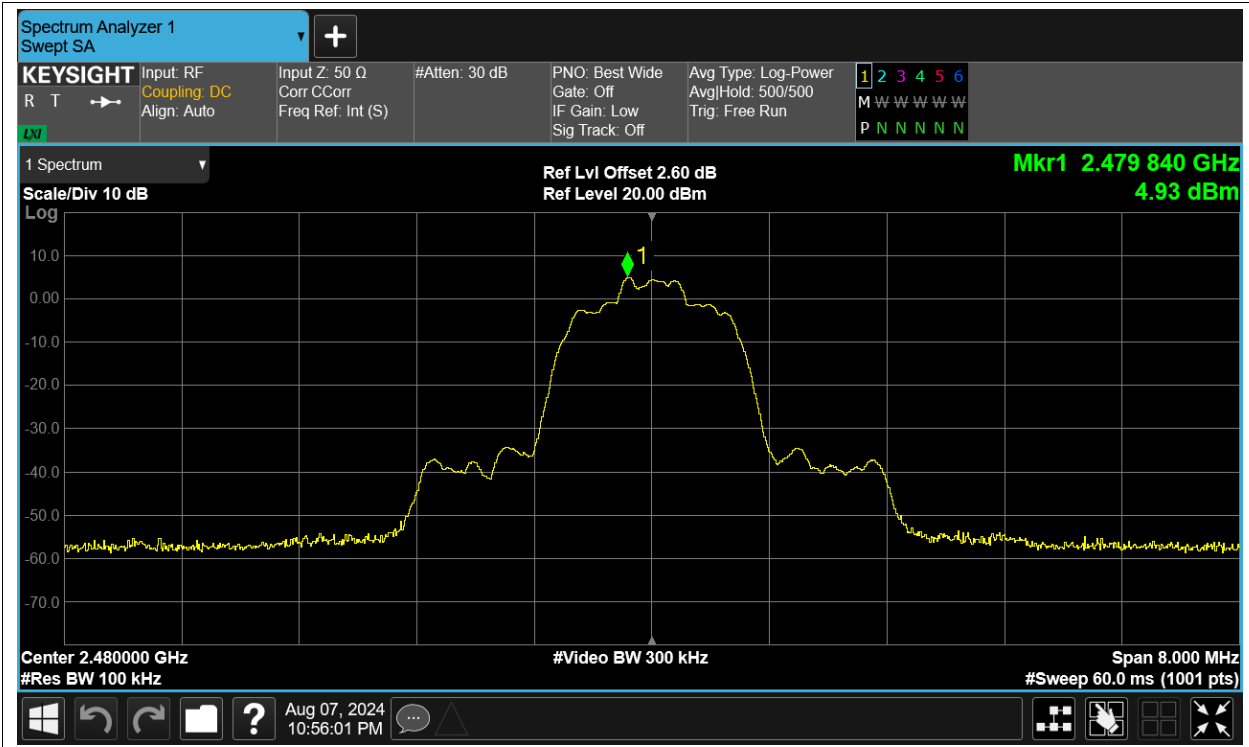 Spectrum Analyzer 1
Swept SA
KEYSIGHT
R T
LXI
Input: RF
Coupling: DC
Align: Auto
Input Z: 50 Ω
Corr CCorr
Freq Ref: Int (S)
#Atten: 30 dB
PNO: Best Wide
Gate: Off
IF Gain: Low
Sig Track: Off
Avg Type: Log-Power
Avg|Hold: 500/500
Trig: Free Run
1 2 3 4 5 6
M W W W W W
P N N N N N
1 Spectrum
Scale/Div 10 dB
Log
Ref Lvl Offset 2.60 dB
Ref Level 20.00 dBm
Mkr1 2.479 840 GHz
4.93 dBm
1
10.0
0.00
-10.0
-20.0
-30.0
-40.0
-50.0
-60.0
-70.0
Center 2.480000 GHz
#Res BW 100 kHz
#Video BW 300 kHz
Span 8.000 MHz
#Sweep 60.0 ms (1001 pts)
?
Aug 07, 2024
10:56:01 PM